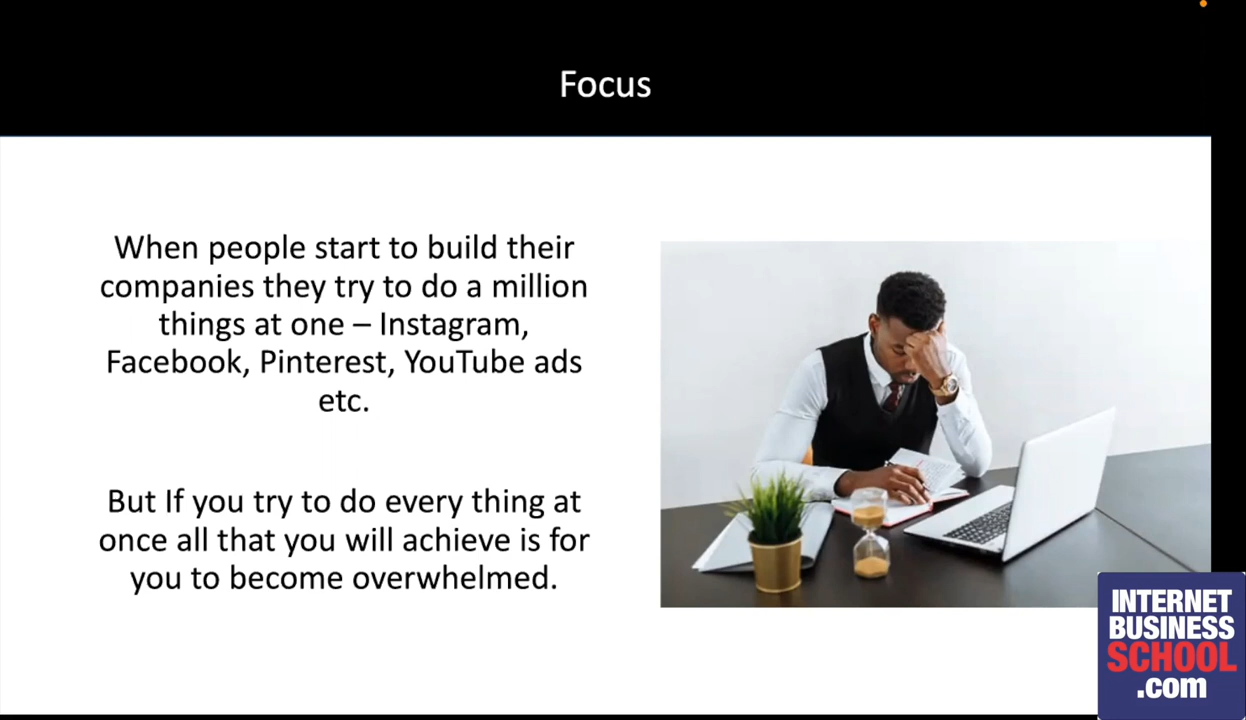 Focus
When people start to build their
companies they try to do a million
things at one – Instagram,
Facebook, Pinterest, YouTube ads
etc.
But If you try to do every thing at
once all that you will achieve is for
you to become overwhelmed.
INTERNET
BUSINESS
SCHOOL
.com